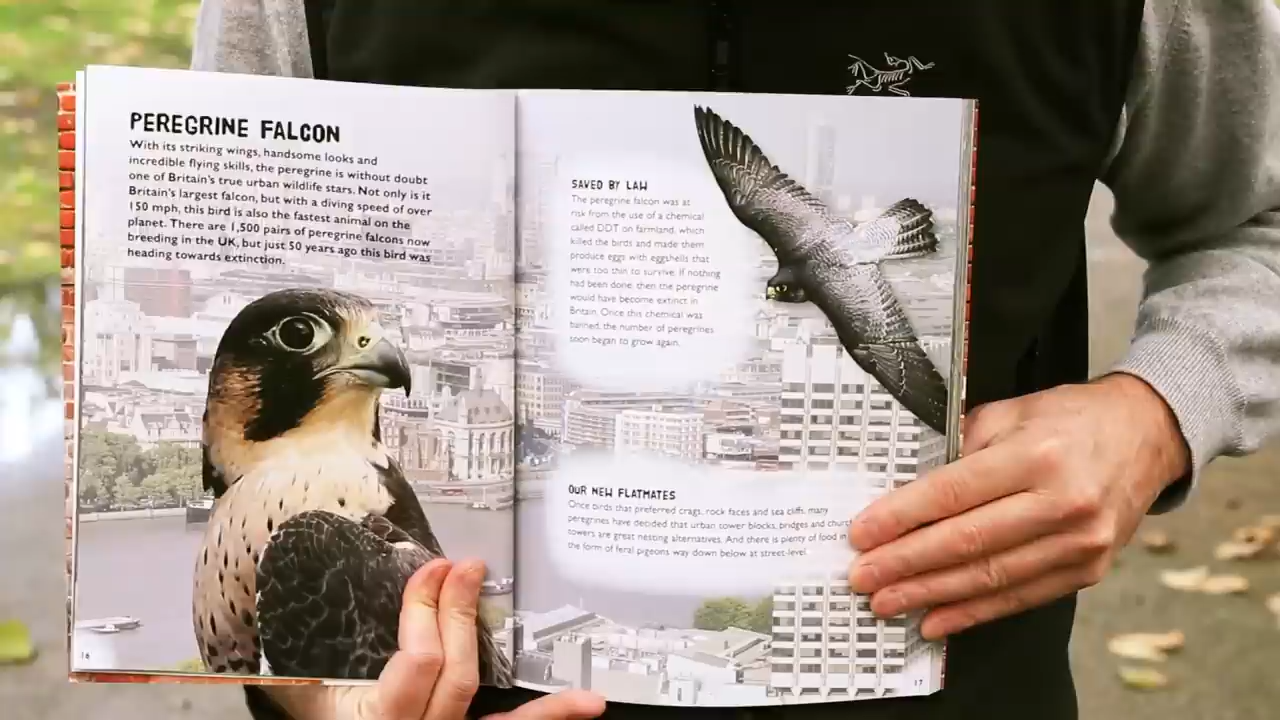 PEREGRINE FALCON
With its striking wings, handsome looks and
incredible flying skills, the peregrine is without doubt
one of Britain's true urban wildlife stars. Not only is it
Britain's largest falcon, but with a diving speed of over
150 mph, this bird is also the fastest animal on the
planet. There are 1,500 pairs of peregrine falcons now
breeding in the UK, but just 50 years ago this bird was
heading towards extinction.
16
SAVED BY LAW
The peregrine falcon was at
risk from the use of a chemical
called DDT on farmland, which
killed the birds and made them
produce eggs with eggshells that
were too thin to survive. If nothing
had been done, then the peregrine
would have become extinct in
Britain. Once this chemical was
banned, the number of peregrines
soon began to grow again.
OUR NEW FLATMATES
Once birds that preferred crags, rock faces and sea cliffs, many
peregrines have decided that urban tower blocks, bridges and church
towers are great nesting alternatives. And there is plenty of food in
the form of feral pigeons way down below at street-level.
17